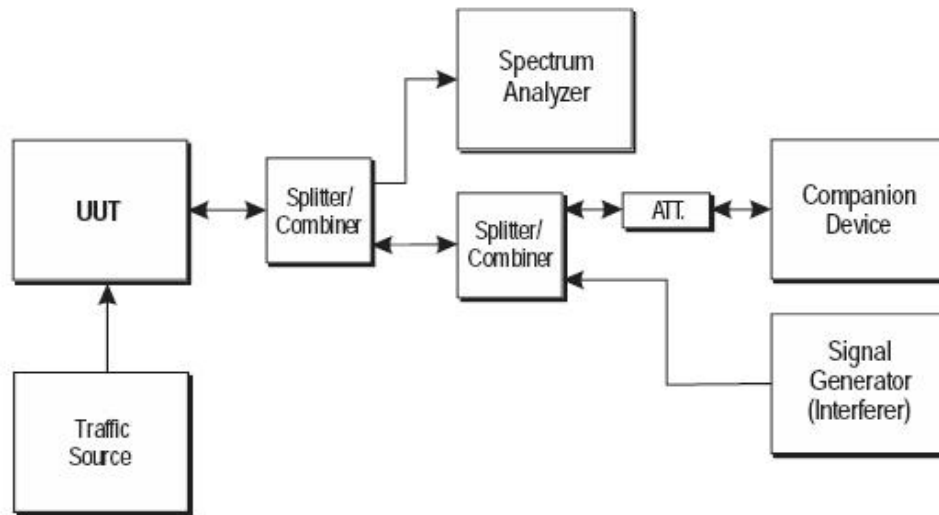 Spectrum
Analyzer
UUT
Splitter/
Combiner
Splitter/
Combiner
ATT.
Companion
Device
Traffic
Source
Signal
Generator
(Interferer)